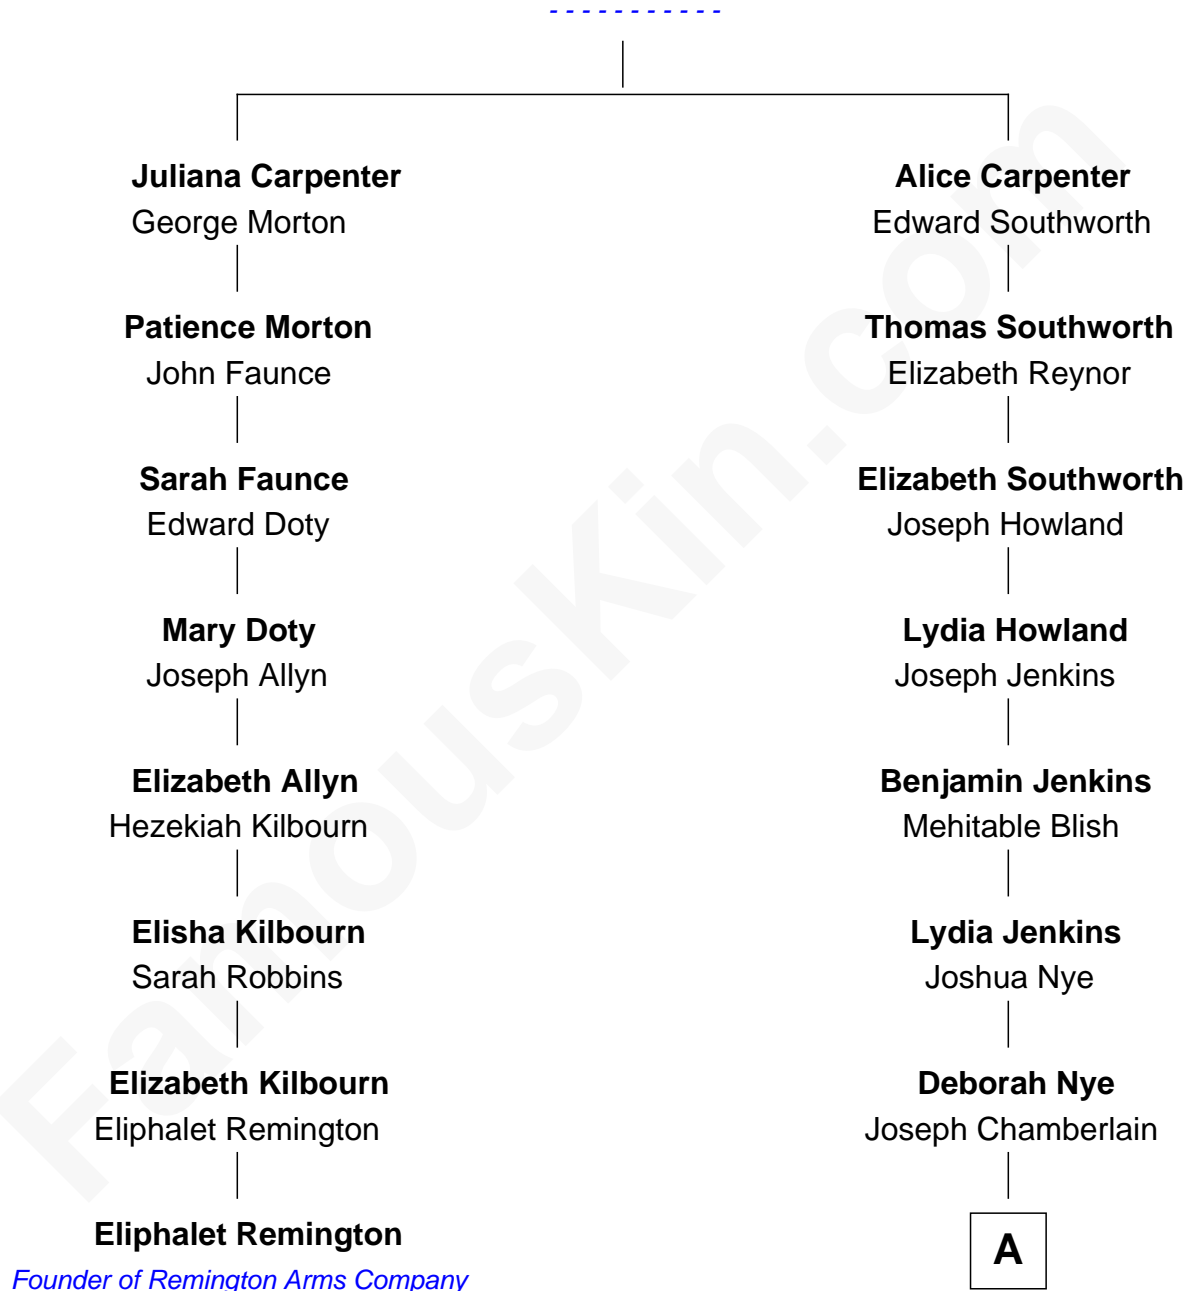 - - - - - - - - - - -
Juliana Carpenter
George Morton
Patience Morton
John Faunce
Sarah Faunce
Edward Doty
Mary Doty
Joseph Allyn
Elizabeth Allyn
Hezekiah Kilbourn
Elisha Kilbourn
Sarah Robbins
Elizabeth Kilbourn
Eliphalet Remington
Eliphalet Remington
Founder of Remington Arms Company
Alice Carpenter
Edward Southworth
Thomas Southworth
Elizabeth Reynor
Elizabeth Southworth
Joseph Howland
Lydia Howland
Joseph Jenkins
Benjamin Jenkins
Mehitable Blish
Lydia Jenkins
Joshua Nye
Deborah Nye
Joseph Chamberlain
A
FamousKin.com